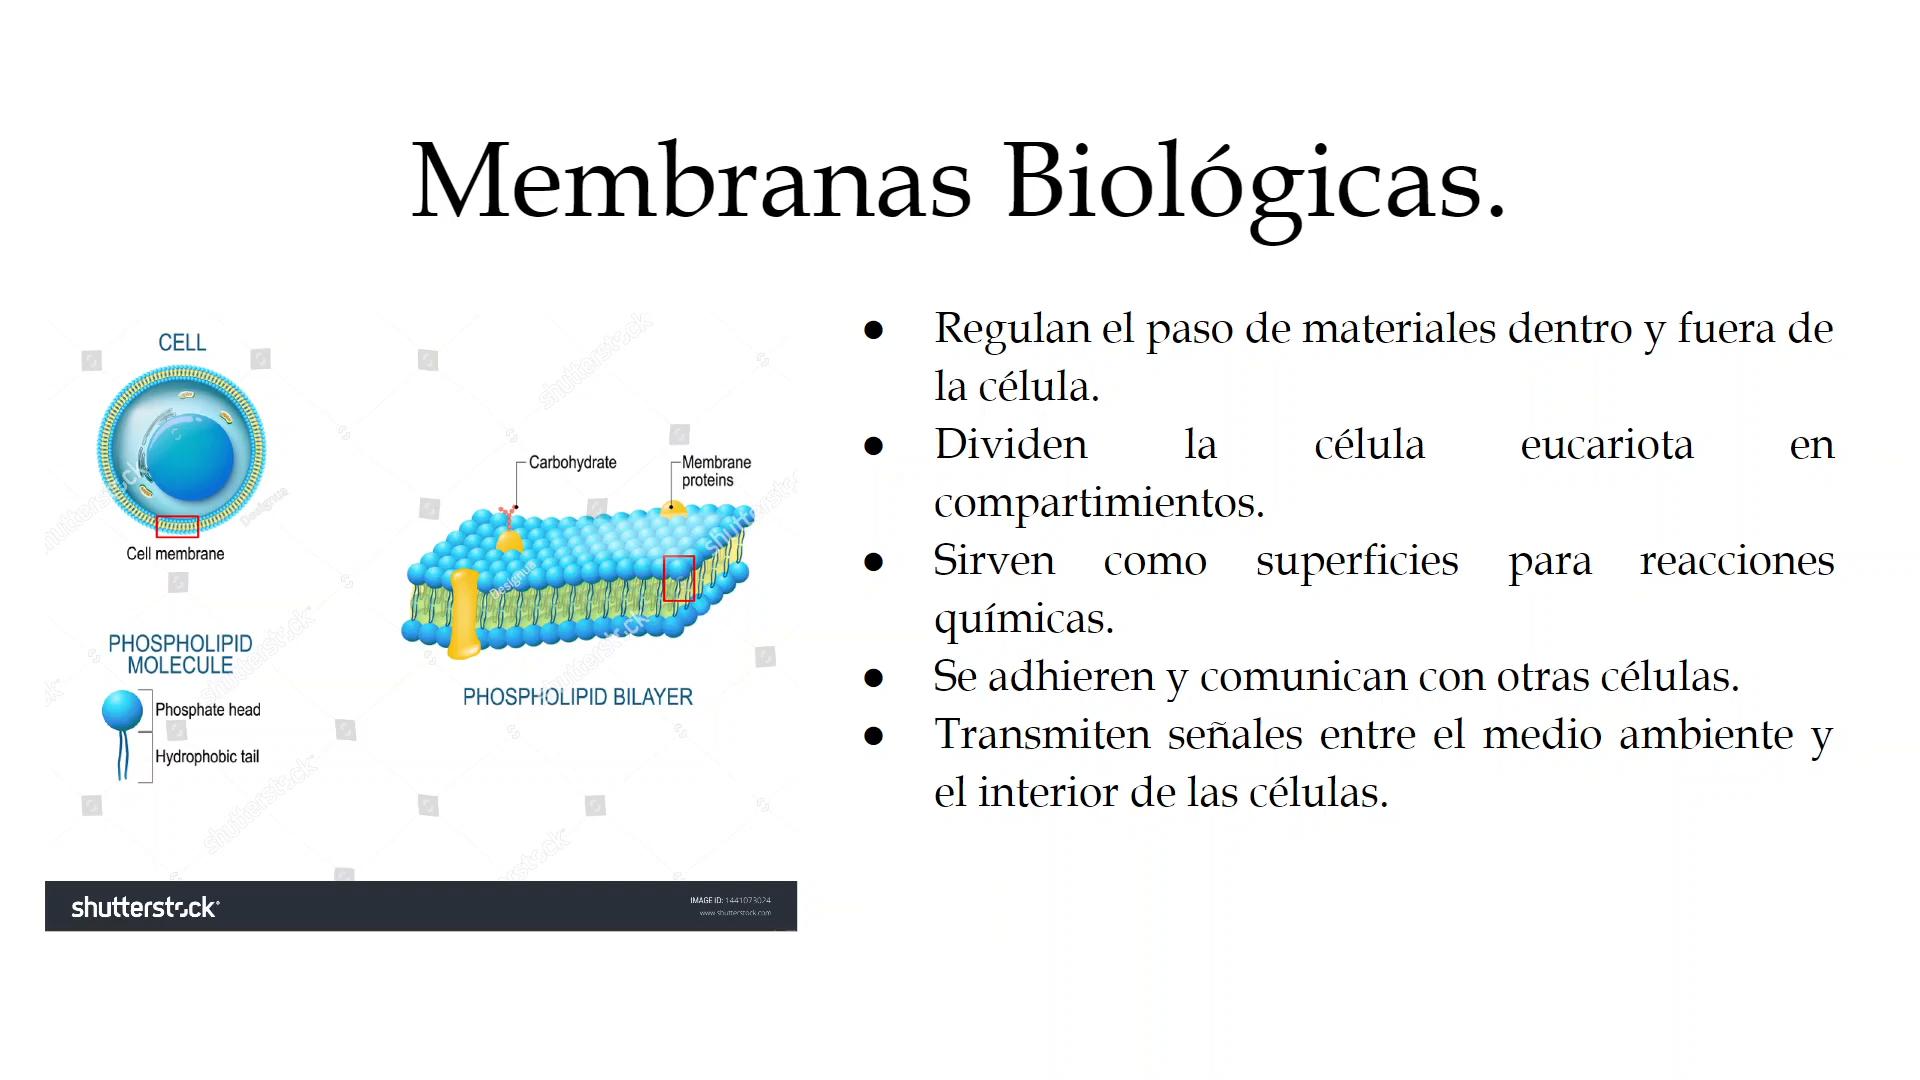 Membranas Biológicas.
CELL
Cell membrane
PHOSPHOLIPID
MOLECULE
Phosphate head
Hydrophobic tail
Carbohydrate
Membrane
proteins
PHOSPHOLIPID BILAYER
shutterstock
IMAGE ID: 1441073024
www.shutterstock.com
● Regulan el paso de materiales dentro y fuera de
la célula.
● Dividen la célula eucariota en
compartimientos.
● Sirven como superficies para reacciones
químicas.
● Se adhieren y comunican con otras células.
● Transmiten señales entre el medio ambiente y
el interior de las células.